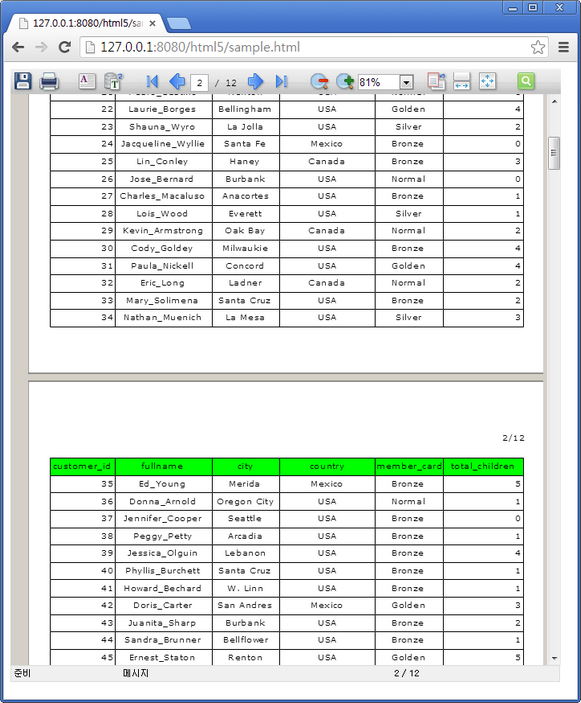 127.0.0.1:8080/html5/sa
127.0.0.1:8080/html5/sample.html
2 / 12 81%
22 Laurie_Borges Bellingham USA Golden 4
23 Shauna_Wyro La Jolla USA Silver 2
24 Jacqueline_Wyllie Santa Fe Mexico Bronze 0
25 Lin_Conley Haney Canada Bronze 3
26 Jose_Bernard Burbank USA Normal 0
27 Charles_Macaluso Anacortes USA Bronze 1
28 Lois_Wood Everett USA Silver 1
29 Kevin_Armstrong Oak Bay Canada Normal 2
30 Cody_Goldey Milwaukie USA Bronze 4
31 Paula_Nickell Concord USA Golden 4
32 Eric_Long Ladner Canada Normal 2
33 Mary_Solimena Santa Cruz USA Bronze 2
34 Nathan_Muenich La Mesa USA Silver 3
2/12
customer_id fullname city country member_card total_children
35 Ed_Young Merida Mexico Bronze 5
36 Donna_Arnold Oregon City USA Normal 1
37 Jennifer_Cooper Seattle USA Bronze 0
38 Peggy_Petty Arcadia USA Bronze 1
39 Jessica_Olguin Lebanon USA Bronze 4
40 Phyllis_Burchett Santa Cruz USA Bronze 1
41 Howard_Bechard W. Linn USA Bronze 1
42 Doris_Carter San Andres Mexico Golden 3
43 Juanita_Sharp Burbank USA Bronze 2
44 Sandra_Brunner Bellflower USA Bronze 1
45 Ernest_Staton Renton USA Golden 5
준비 메시지 2 / 12